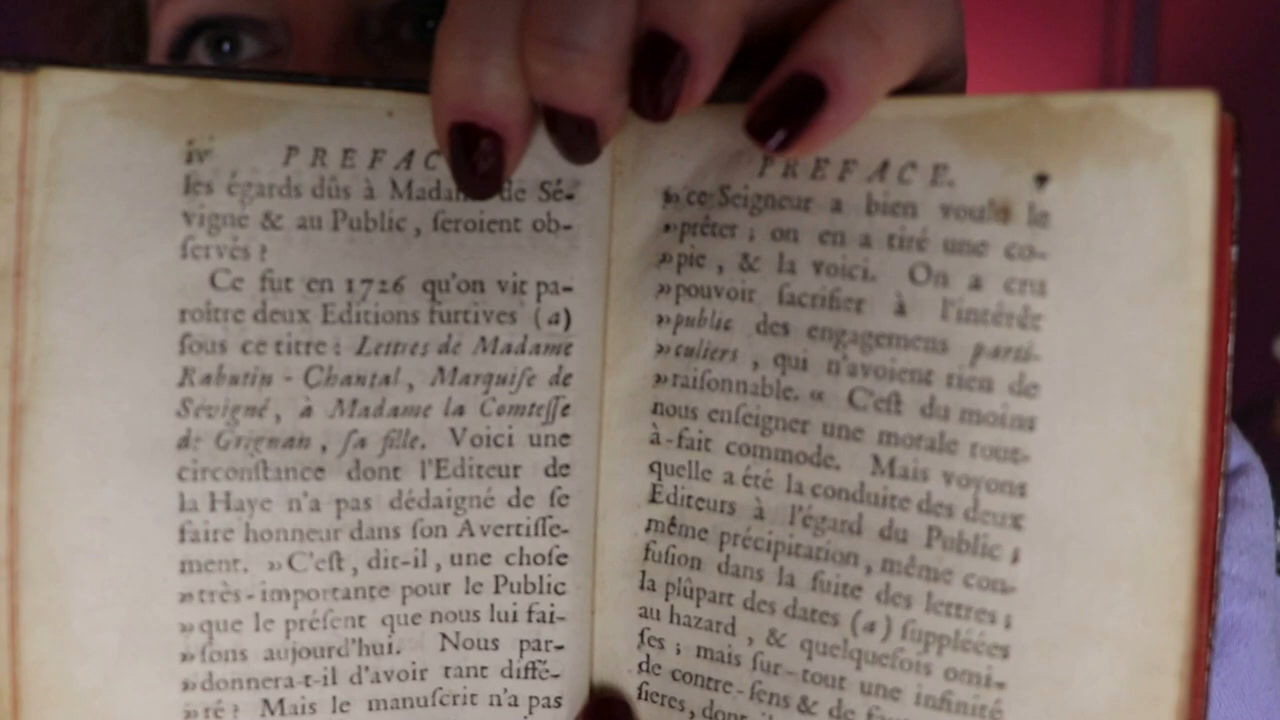 iv PREFAC
les égards dûs à Madam de Sé-
vigné & au Public, ſeroient ob-
ſervés ?
Ce fut en 1726 qu'on vit pa-
roître deux Editions furtives (a)
ſous ce titre : Lettres de Madame
Rabutin - Chantal, Marquiſe de
Sévigné, à Madame la Comteſſe
de Grignan, ſa fille. Voici une
circonſtance dont l'Editeur de
la Haye n'a pas dédaigné de ſe
faire honneur dans ſon Avertiſſe-
ment. » C'eſt, dit-il, une choſe
» très-importante pour le Public
» que le préſent que nous lui fai-
» ſons aujourd'hui. Nous par-
» donnera-t-il d'avoir tant diffé-
» ré ? Mais le manuſcrit n'a pas
PREFACE. v
» ce Seigneur a bien voulu le
» prêter ; on en a tiré une co-
» pie, & la voici. On a cru
» pouvoir ſacrifier à l'intérêt
» public des engagemens parti-
» culiers, qui n'avoient rien de
» raiſonnable. « C'eſt du moins
nous enſeigner une morale tout-
à-fait commode. Mais voyons
quelle a été la conduite des deux
Editeurs à l'égard du Public ;
même précipitation, même con-
fuſion dans la ſuite des lettres ;
la plûpart des dates (a) ſuppléées
au hazard, & quelquefois omi-
ſes ; mais ſur-tout une infinité
de contre-ſens & de
ſieres, dont